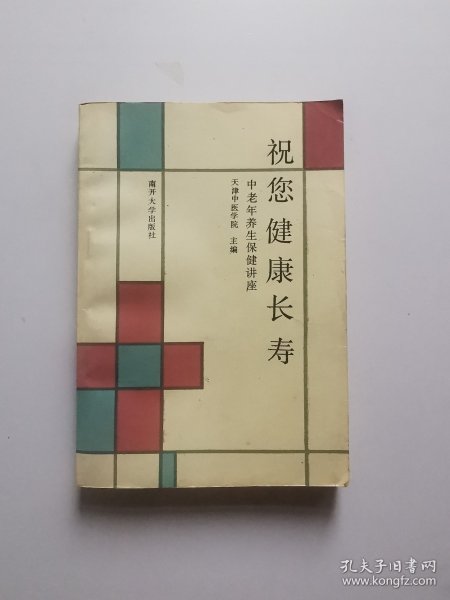 祝您健康长寿
中老年养生保健讲座
天津中医学院 主编
南开大学出版社
孔夫子旧书网
www.kongfz.com